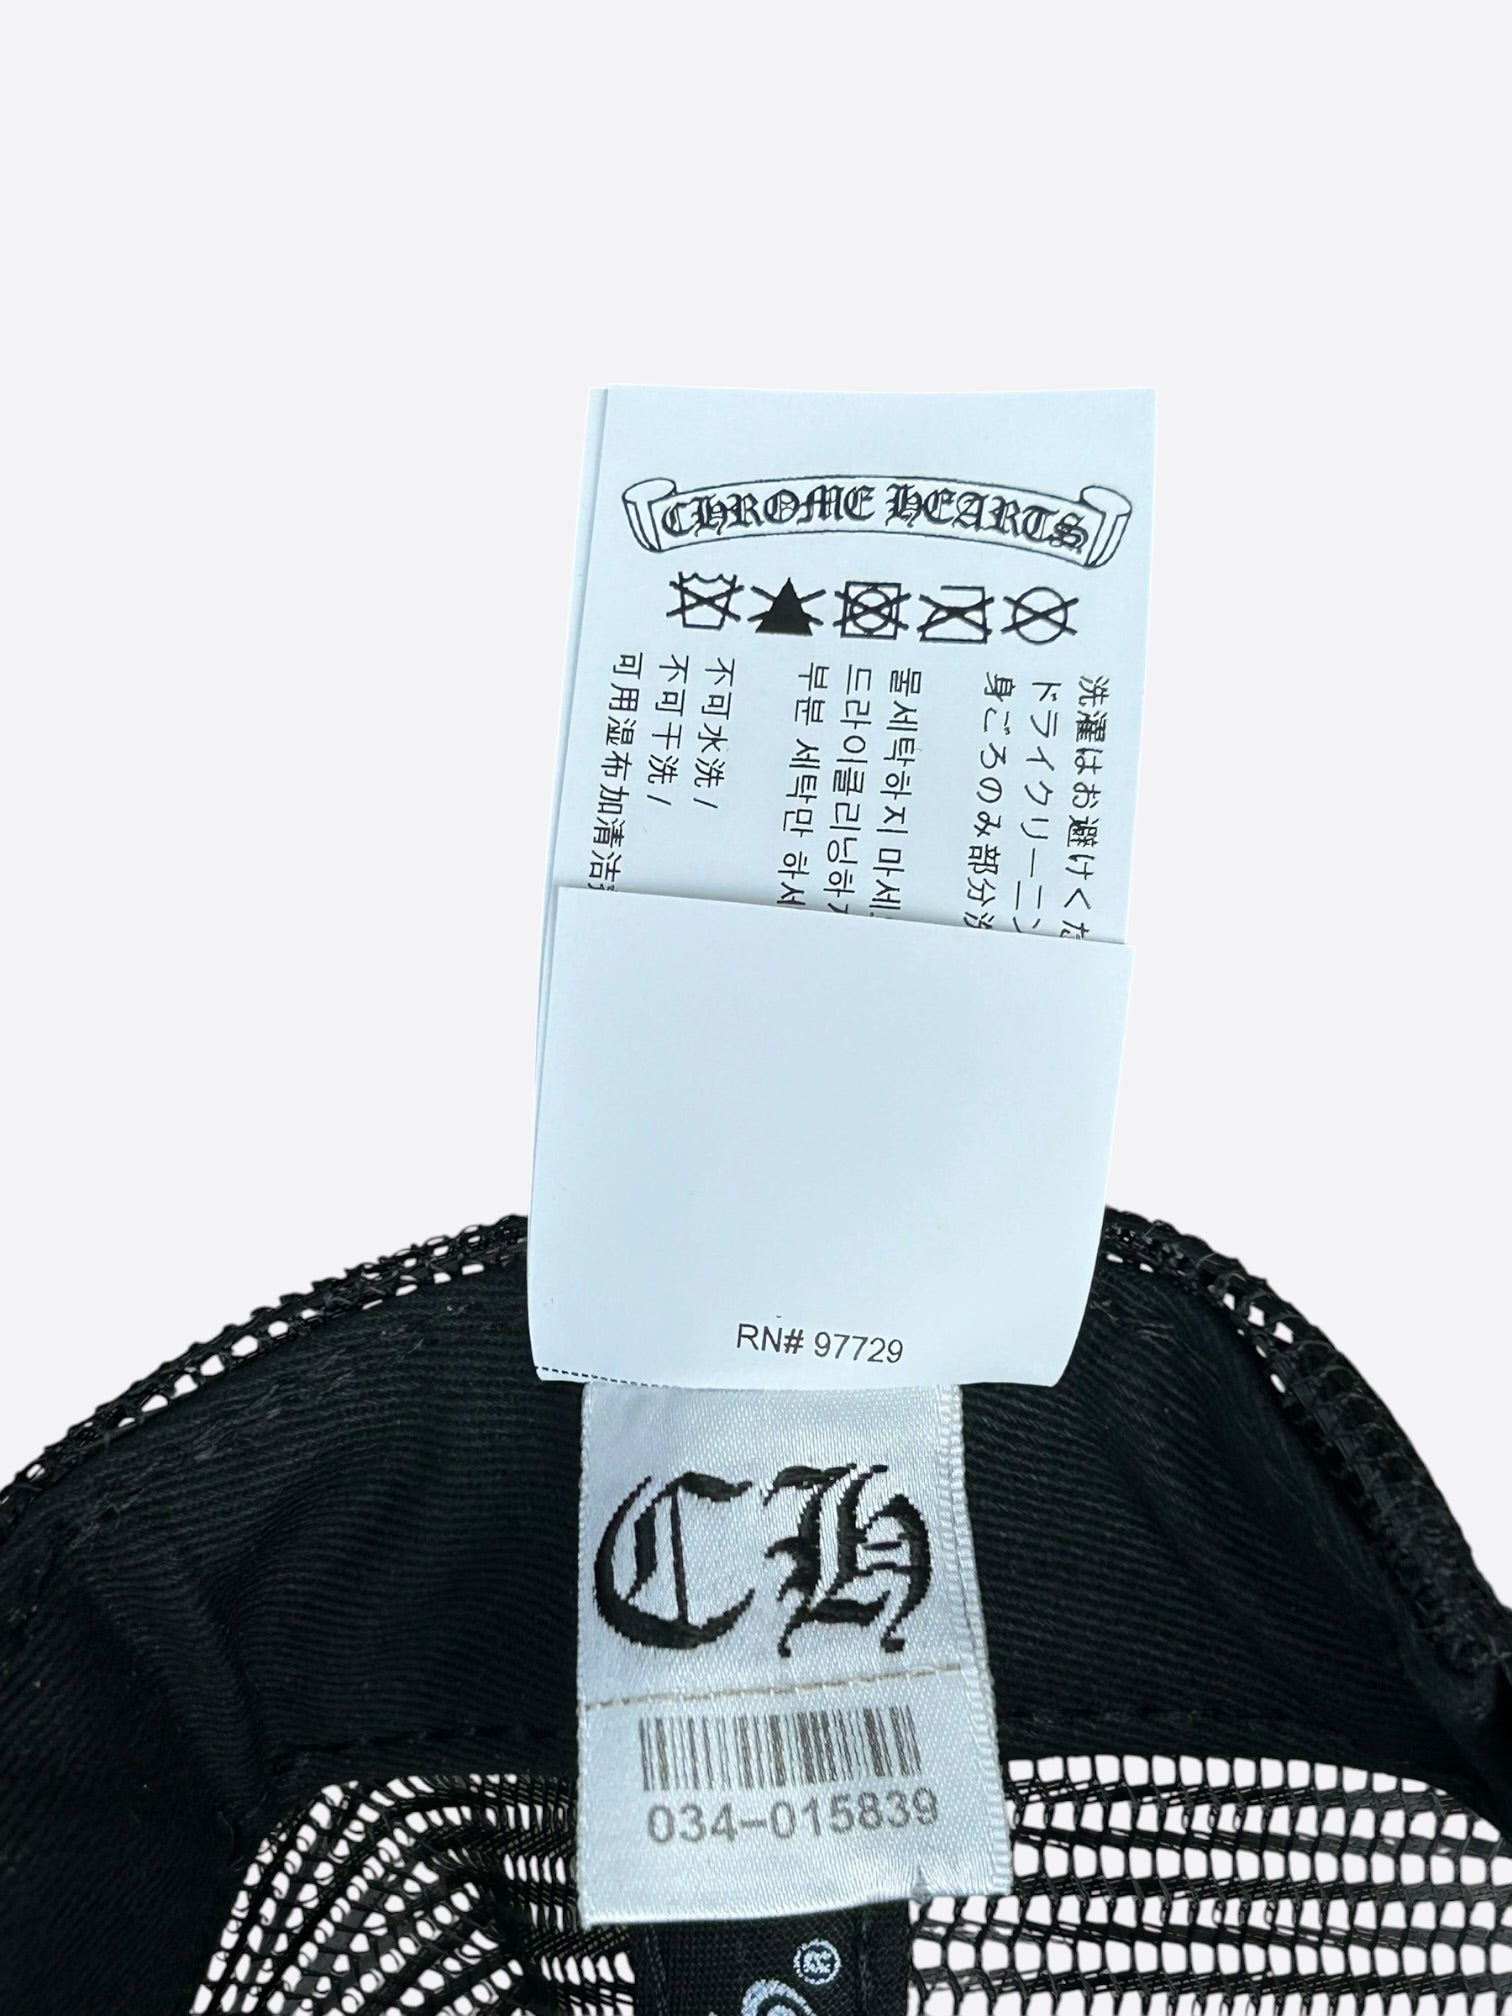 CHROME HEARTS
洗濯はお避けくだ
ドライクリーニン
身ごろのみ部分洗
물세탁하지 마세
드라이클리닝하지
부분 세탁만 하세
不可水洗/
不可干洗/
可用湿布加清洁
RN# 97729
CH
034-015839
®